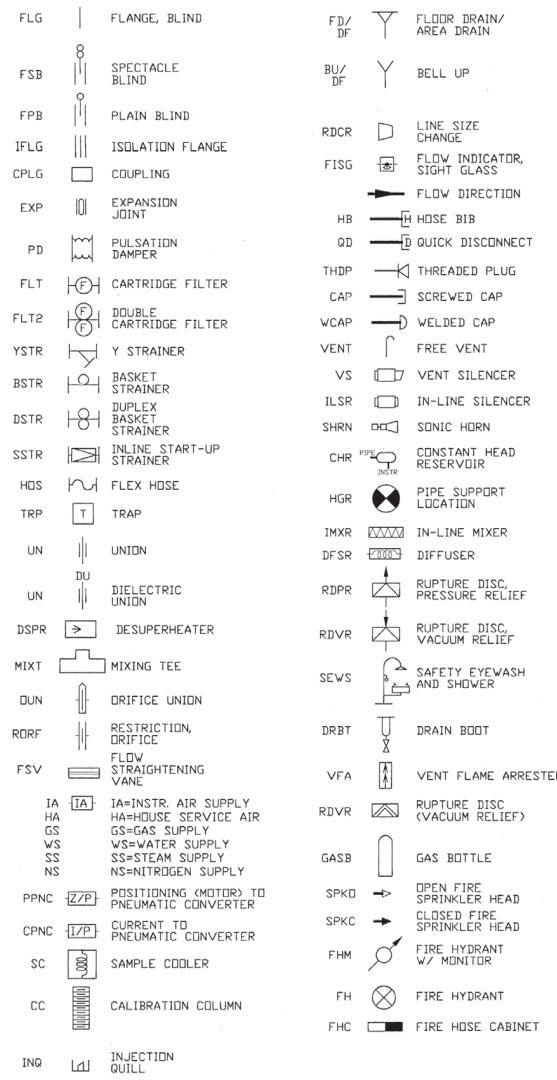 FLG FLANGE, BLIND
FSB SPECTACLE
BLIND
FPB PLAIN BLIND
IFLG ISOLATION FLANGE
CPLG COUPLING
EXP EXPANSION
JOINT
PD PULSATION
DAMPER
FLT F CARTRIDGE FILTER
FLT2 F F DOUBLE
CARTRIDGE FILTER
YSTR Y STRAINER
BSTR BASKET
STRAINER
DSTR DUPLEX
BASKET
STRAINER
SSTR INLINE START-UP
STRAINER
HOS FLEX HOSE
TRP T TRAP
UN UNION
DU
UN DIELECTRIC
UNION
DSPR DESUPERHEATER
MIXT MIXING TEE
OUN ORIFICE UNION
RORF RESTRICTION,
ORIFICE
FSV FLOW
STRAIGHTENING
VANE
IA IA IA=INSTR. AIR SUPPLY
HA HA=HOUSE SERVICE AIR
GS GS=GAS SUPPLY
WS WS=WATER SUPPLY
SS SS=STEAM SUPPLY
NS NS=NITROGEN SUPPLY
PPNC Z/P POSITIONING (MOTOR) TO
PNEUMATIC CONVERTER
CPNC I/P CURRENT TO
PNEUMATIC CONVERTER
SC SAMPLE COOLER
CC CALIBRATION COLUMN
INQ INJECTION
QUILL
FD/
DF FLOOR DRAIN/
AREA DRAIN
BU/
DF BELL UP
RDCR LINE SIZE
CHANGE
FISG FLOW INDICATOR,
SIGHT GLASS
FLOW DIRECTION
HB H HOSE BIB
QD D QUICK DISCONNECT
THDP THREADED PLUG
CAP SCREWED CAP
WCAP WELDED CAP
VENT FREE VENT
VS VENT SILENCER
ILSR IN-LINE SILENCER
SHRN SONIC HORN
CHR PIPE INSTR CONSTANT HEAD
RESERVOIR
HGR PIPE SUPPORT
LOCATION
IMXR IN-LINE MIXER
DFSR DIFFUSER
RDPR RUPTURE DISC,
PRESSURE RELIEF
RDVR RUPTURE DISC,
VACUUM RELIEF
SEWS SAFETY EYEWASH
AND SHOWER
DRBT DRAIN BOOT
VFA VENT FLAME ARRESTE
RDVR RUPTURE DISC
(VACUUM RELIEF)
GASB GAS BOTTLE
SPKO OPEN FIRE
SPRINKLER HEAD
SPKC CLOSED FIRE
SPRINKLER HEAD
FHM FIRE HYDRANT
W/ MONITOR
FH FIRE HYDRANT
FHC FIRE HOSE CABINET